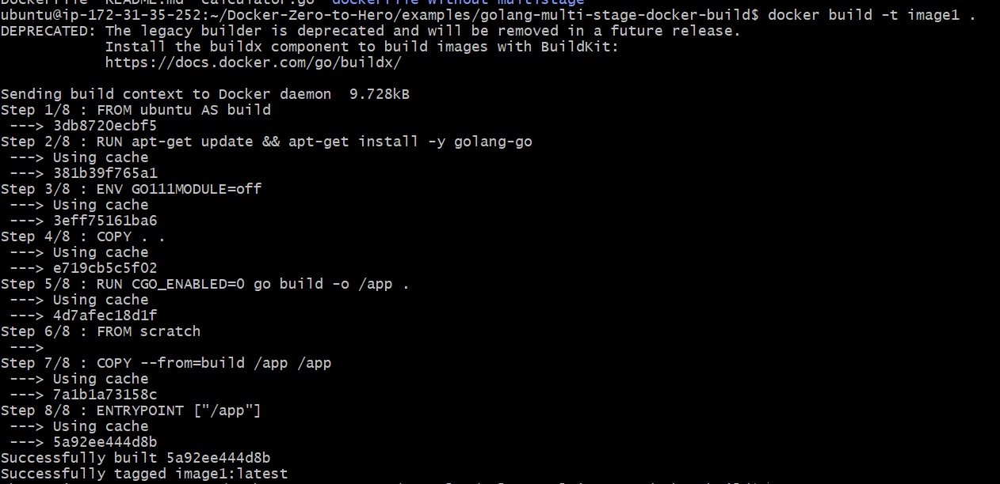 README.md calculator.go dockerfile without multistage
ubuntu@ip-172-31-35-252:~/Docker-Zero-to-Hero/examples/golang-multi-stage-docker-build$ docker build -t image1 .
DEPRECATED: The legacy builder is deprecated and will be removed in a future release.
Install the buildx component to build images with BuildKit:
https://docs.docker.com/go/buildx/
Sending build context to Docker daemon  9.728kB
Step 1/8 : FROM ubuntu AS build
---> 3db8720ecbf5
Step 2/8 : RUN apt-get update && apt-get install -y golang-go
---> Using cache
---> 381b39f765a1
Step 3/8 : ENV GO111MODULE=off
---> Using cache
---> 3eff75161ba6
Step 4/8 : COPY . .
---> Using cache
---> e719cb5c5f02
Step 5/8 : RUN CGO_ENABLED=0 go build -o /app .
---> Using cache
---> 4d7afec18d1f
Step 6/8 : FROM scratch
--->
Step 7/8 : COPY --from=build /app /app
---> Using cache
---> 7a1b1a73158c
Step 8/8 : ENTRYPOINT ["/app"]
---> Using cache
---> 5a92ee444d8b
Successfully built 5a92ee444d8b
Successfully tagged image1:latest